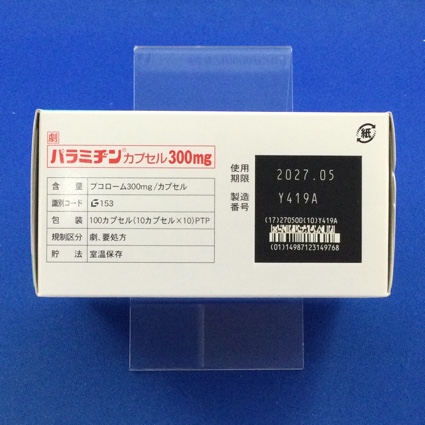 劇
パラミヂン®カプセル300mg
含量 ブコローム300mg/カプセル
識別コード G153
包装 100カプセル(10カプセル×10)PTP
規制区分 劇、要処方
貯法 室温保存
使用期限 2027.05
製造番号 Y419A
(17)270500(10)Y419A
(01)14987123149768
紙